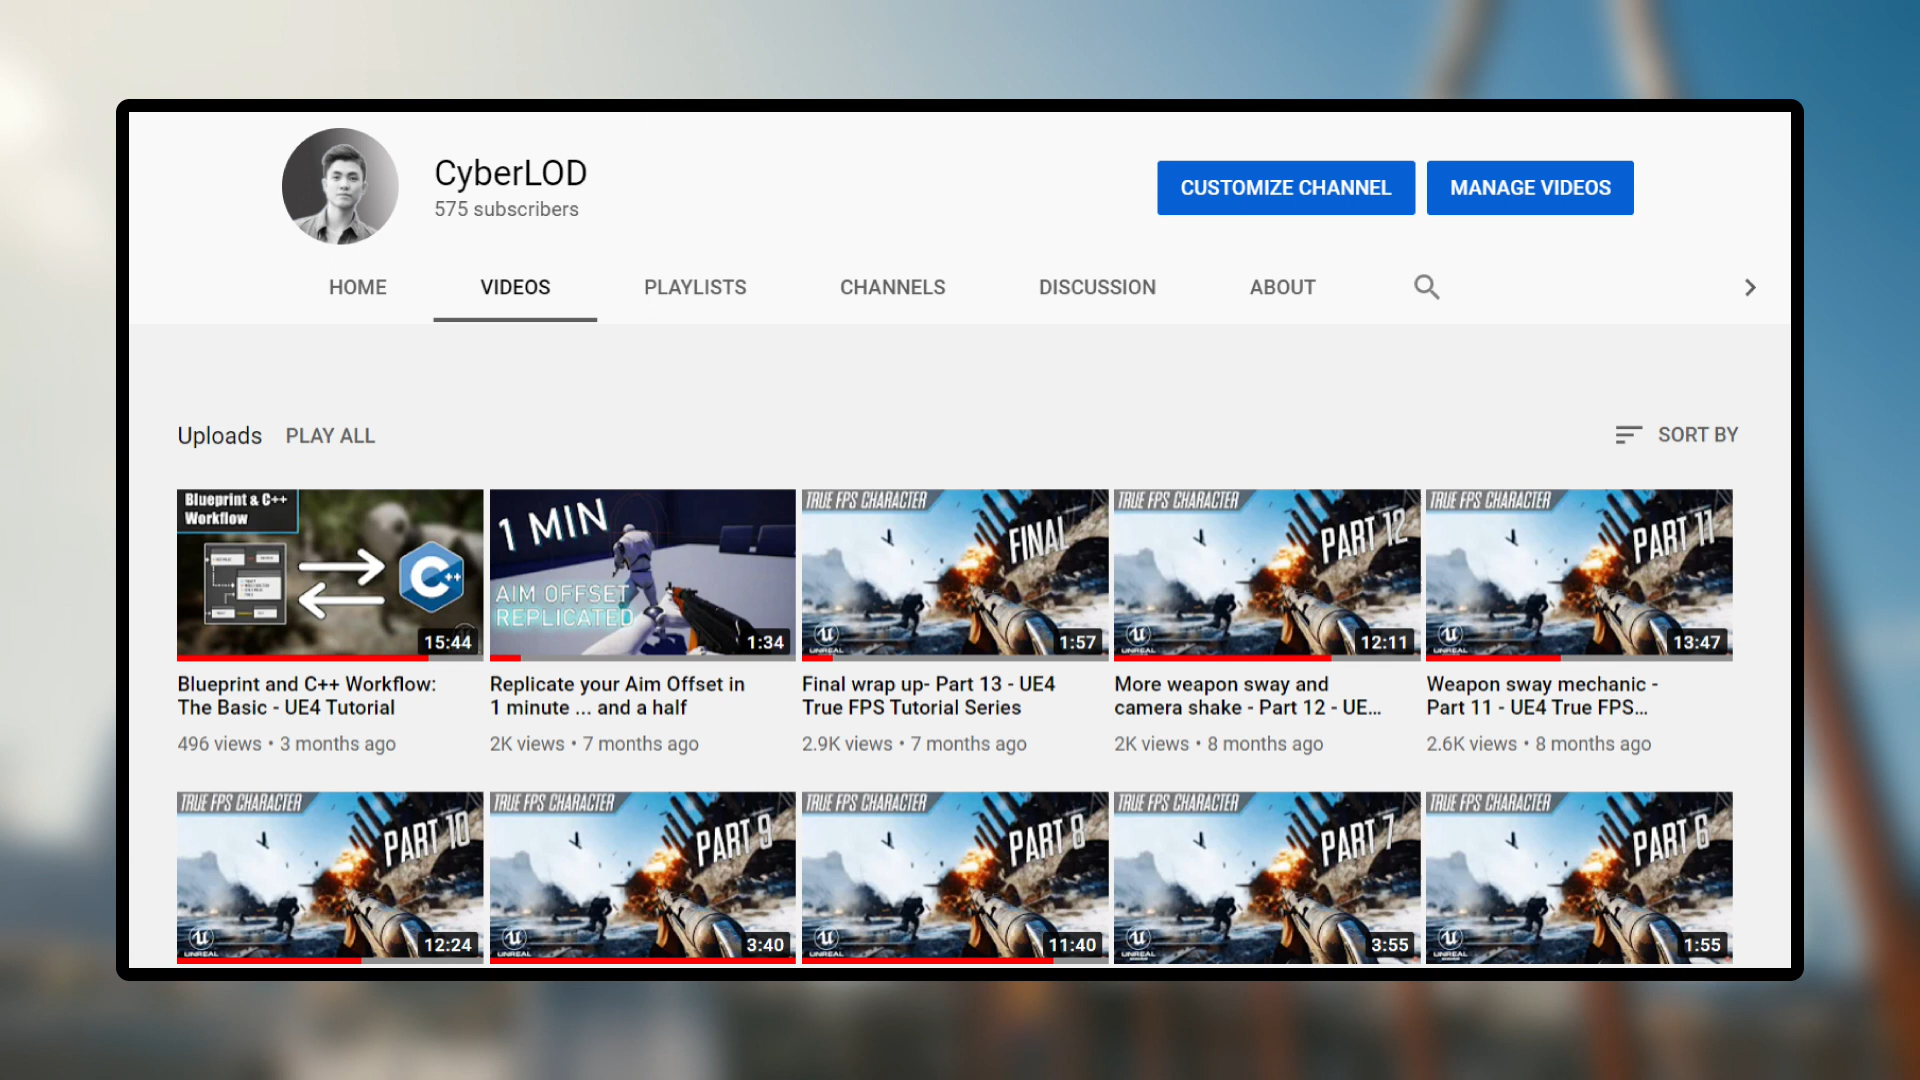 CyberLOD
575 subscribers
CUSTOMIZE CHANNEL
MANAGE VIDEOS
HOME
VIDEOS
PLAYLISTS
CHANNELS
DISCUSSION
ABOUT
Uploads
PLAY ALL
SORT BY
Blueprint & C++
Workflow
15:44
1 MIN
AIM OFFSET
REPLICATED
1:34
TRUE FPS CHARACTER
FINAL
UNREAL
1:57
TRUE FPS CHARACTER
PART 12
UNREAL
12:11
TRUE FPS CHARACTER
PART 11
UNREAL
13:47
Blueprint and C++ Workflow:
The Basic - UE4 Tutorial
496 views • 3 months ago
Replicate your Aim Offset in
1 minute ... and a half
2K views • 7 months ago
Final wrap up- Part 13 - UE4
True FPS Tutorial Series
2.9K views • 7 months ago
More weapon sway and
camera shake - Part 12 - UE...
2K views • 8 months ago
Weapon sway mechanic -
Part 11 - UE4 True FPS...
2.6K views • 8 months ago
TRUE FPS CHARACTER
PART 10
UNREAL
12:24
TRUE FPS CHARACTER
PART 9
UNREAL
3:40
TRUE FPS CHARACTER
PART 8
UNREAL
11:40
TRUE FPS CHARACTER
PART 7
UNREAL
3:55
TRUE FPS CHARACTER
PART 6
UNREAL
1:55